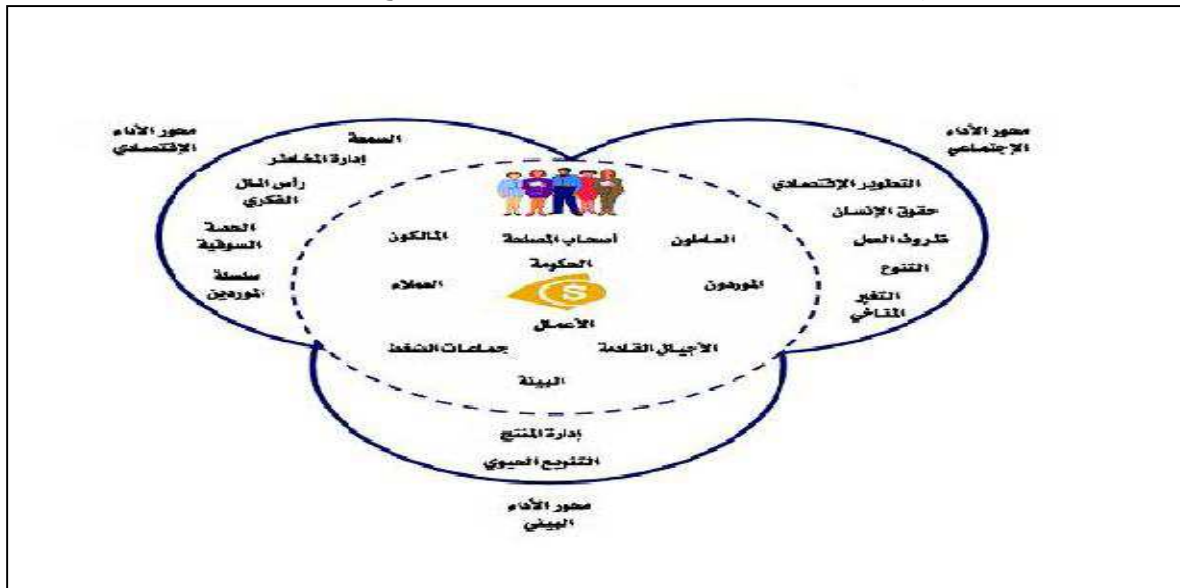 محور الأداء
الإجتماعي
محور الأداء
الإقتصادي
السمعة
إدارة المخاطر
رأس المال
الفكري
الحصة
السوقية
سلسلة
الموردين
التطوير الإقتصادي
حقوق الإنسان
ظروف العمل
التنوع
التغير
المناخي
العاملون
أصحاب المصلحة
المالكون
الحكومة
الموردون
العملاء
$
الأعمال
الأجيال القادمة
جماعات الضغط
البيئة
إدارة المنتج
التنويع الحيوي
محور الأداء
البيئي